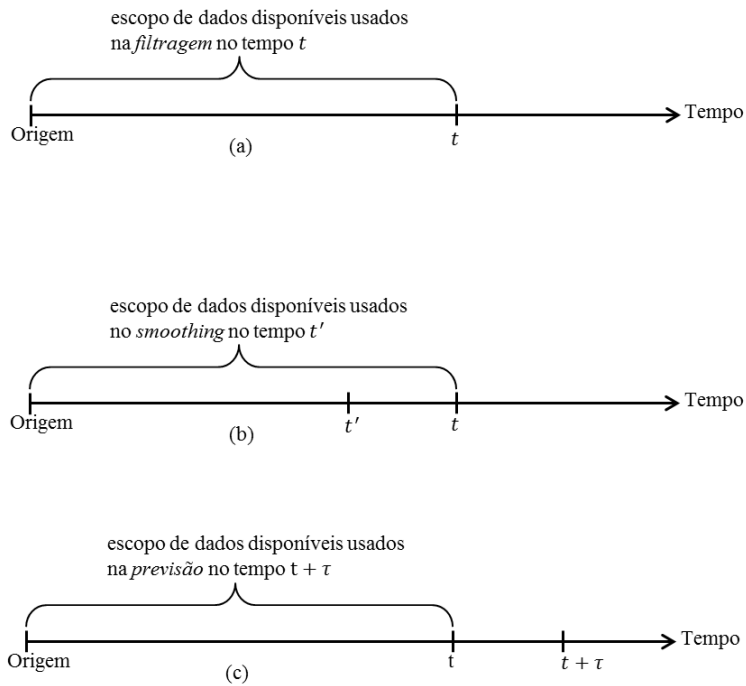 escopo de dados disponíveis usados
na filtragem no tempo t
Tempo
Origem
t
(a)
escopo de dados disponíveis usados
no smoothing no tempo t′
Tempo
Origem
t′
t
(b)
escopo de dados disponíveis usados
na previsão no tempo t + τ
Tempo
Origem
t
t + τ
(c)